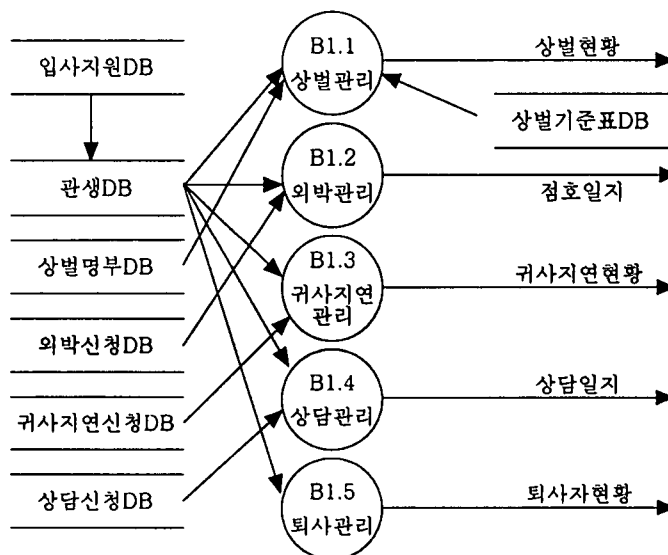 입사지원DB
관생DB
상벌명부DB
외박신청DB
귀사지연신청DB
상담신청DB
B1.1
상벌관리
B1.2
외박관리
B1.3
귀사지연
관리
B1.4
상담관리
B1.5
퇴사관리
상벌현황
상벌기준표DB
점호일지
귀사지연현황
상담일지
퇴사자현황